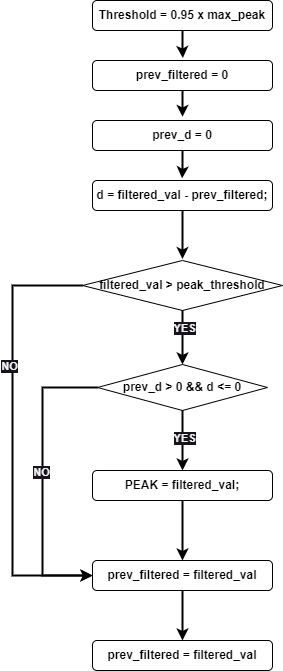 Threshold = 0.95 x max_peak
prev_filtered = 0
prev_d = 0
d = filtered_val - prev_filtered;
filtered_val > peak_threshold
YES
NO
prev_d > 0 && d <= 0
YES
NO
PEAK = filtered_val;
prev_filtered = filtered_val
prev_filtered = filtered_val